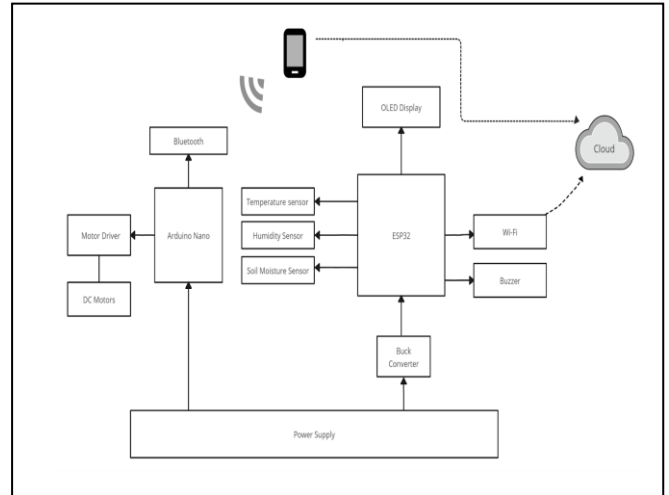 OLED Display
Cloud
Bluetooth
Temperature sensor
Motor Driver
Arduino Nano
Humidity Sensor
ESP32
Wi-Fi
Soil Moisture Sensor
Buzzer
DC Motors
Buck
Converter
Power Supply